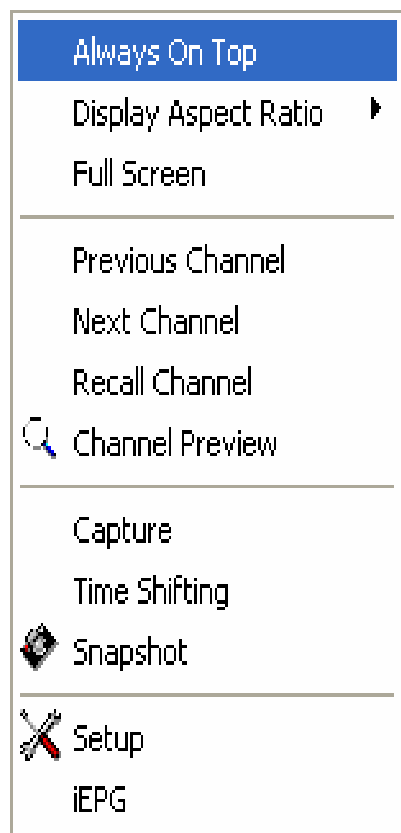 Always On Top
Display Aspect Ratio
Full Screen
Previous Channel
Next Channel
Recall Channel
Channel Preview
Capture
Time Shifting
Snapshot
Setup
iEPG